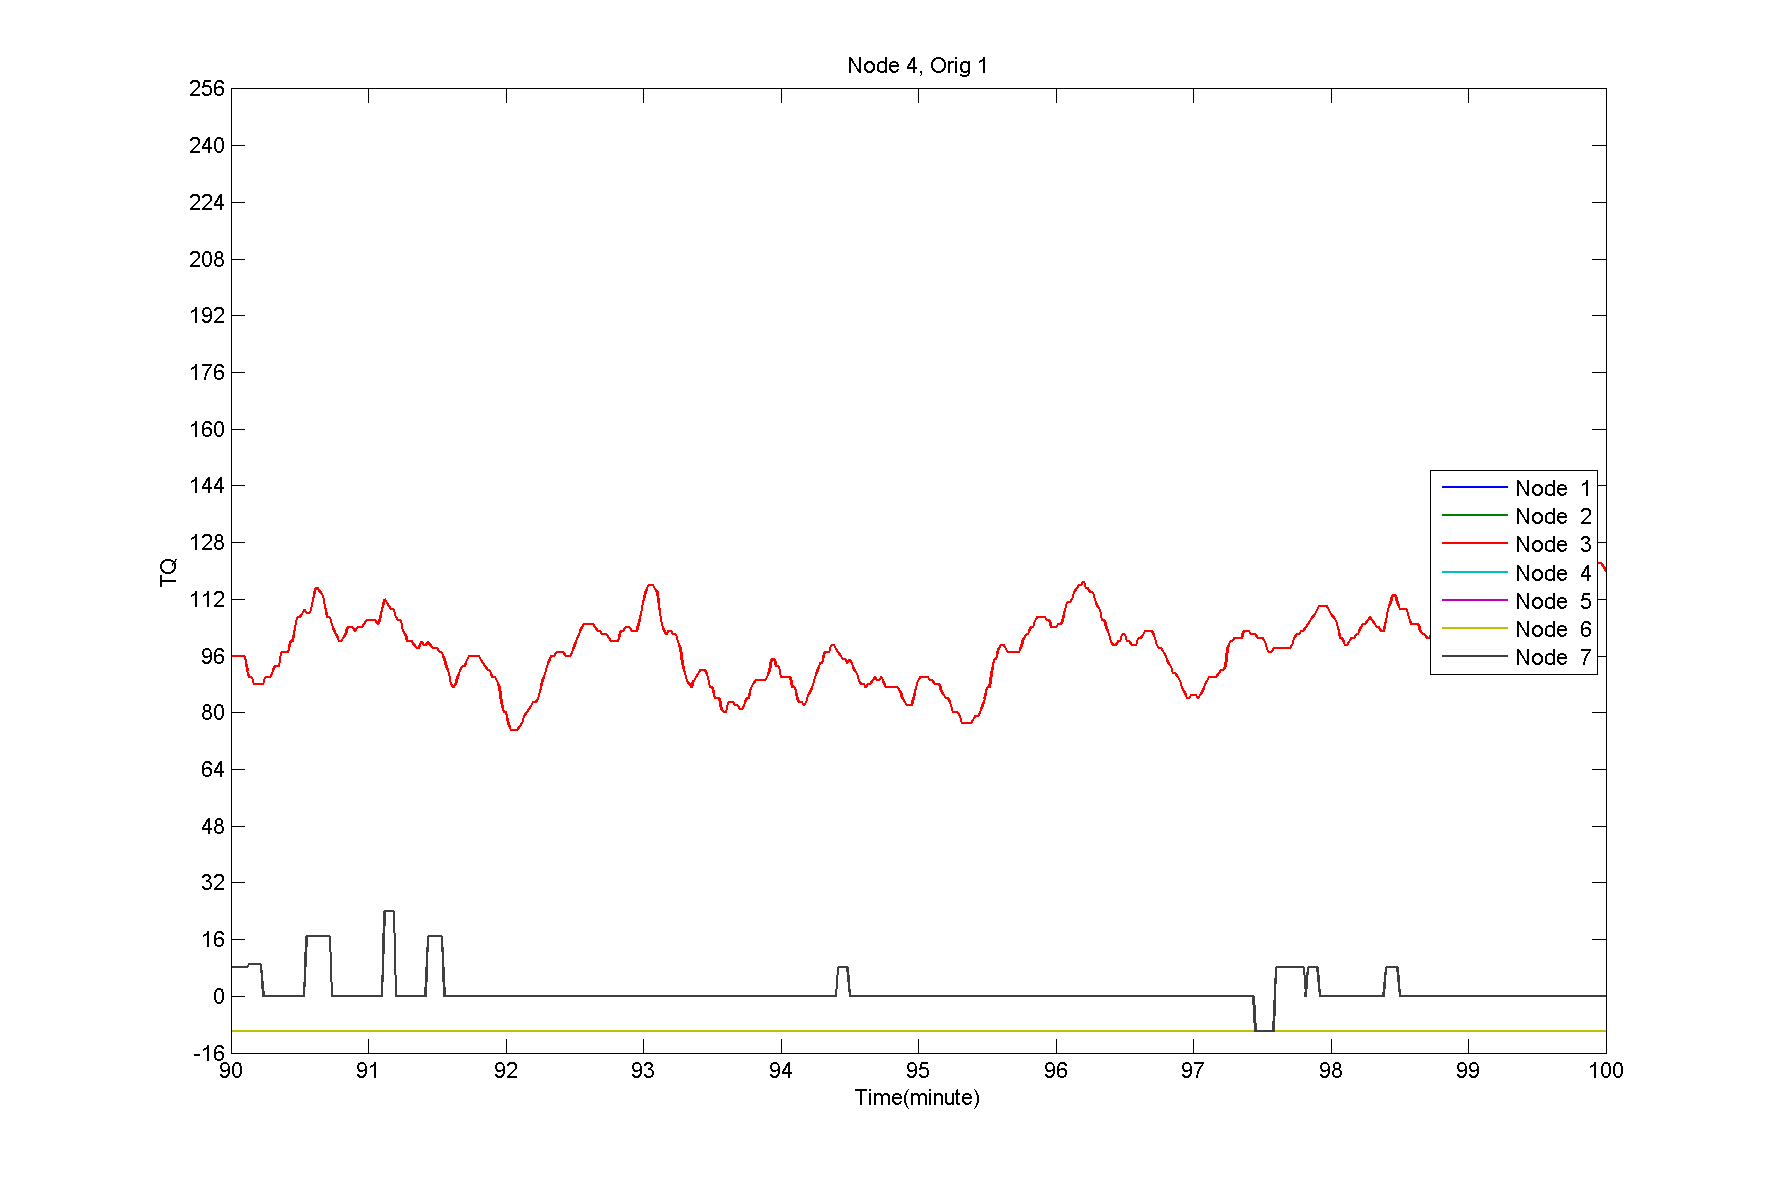 Node 4, Orig 1
256
240
224
208
192
176
160
144
128
112
96
80
64
48
32
16
0
-16
TQ
Node 1
Node 2
Node 3
Node 4
Node 5
Node 6
Node 7
90 91 92 93 94 95 96 97 98 99 100
Time(minute)